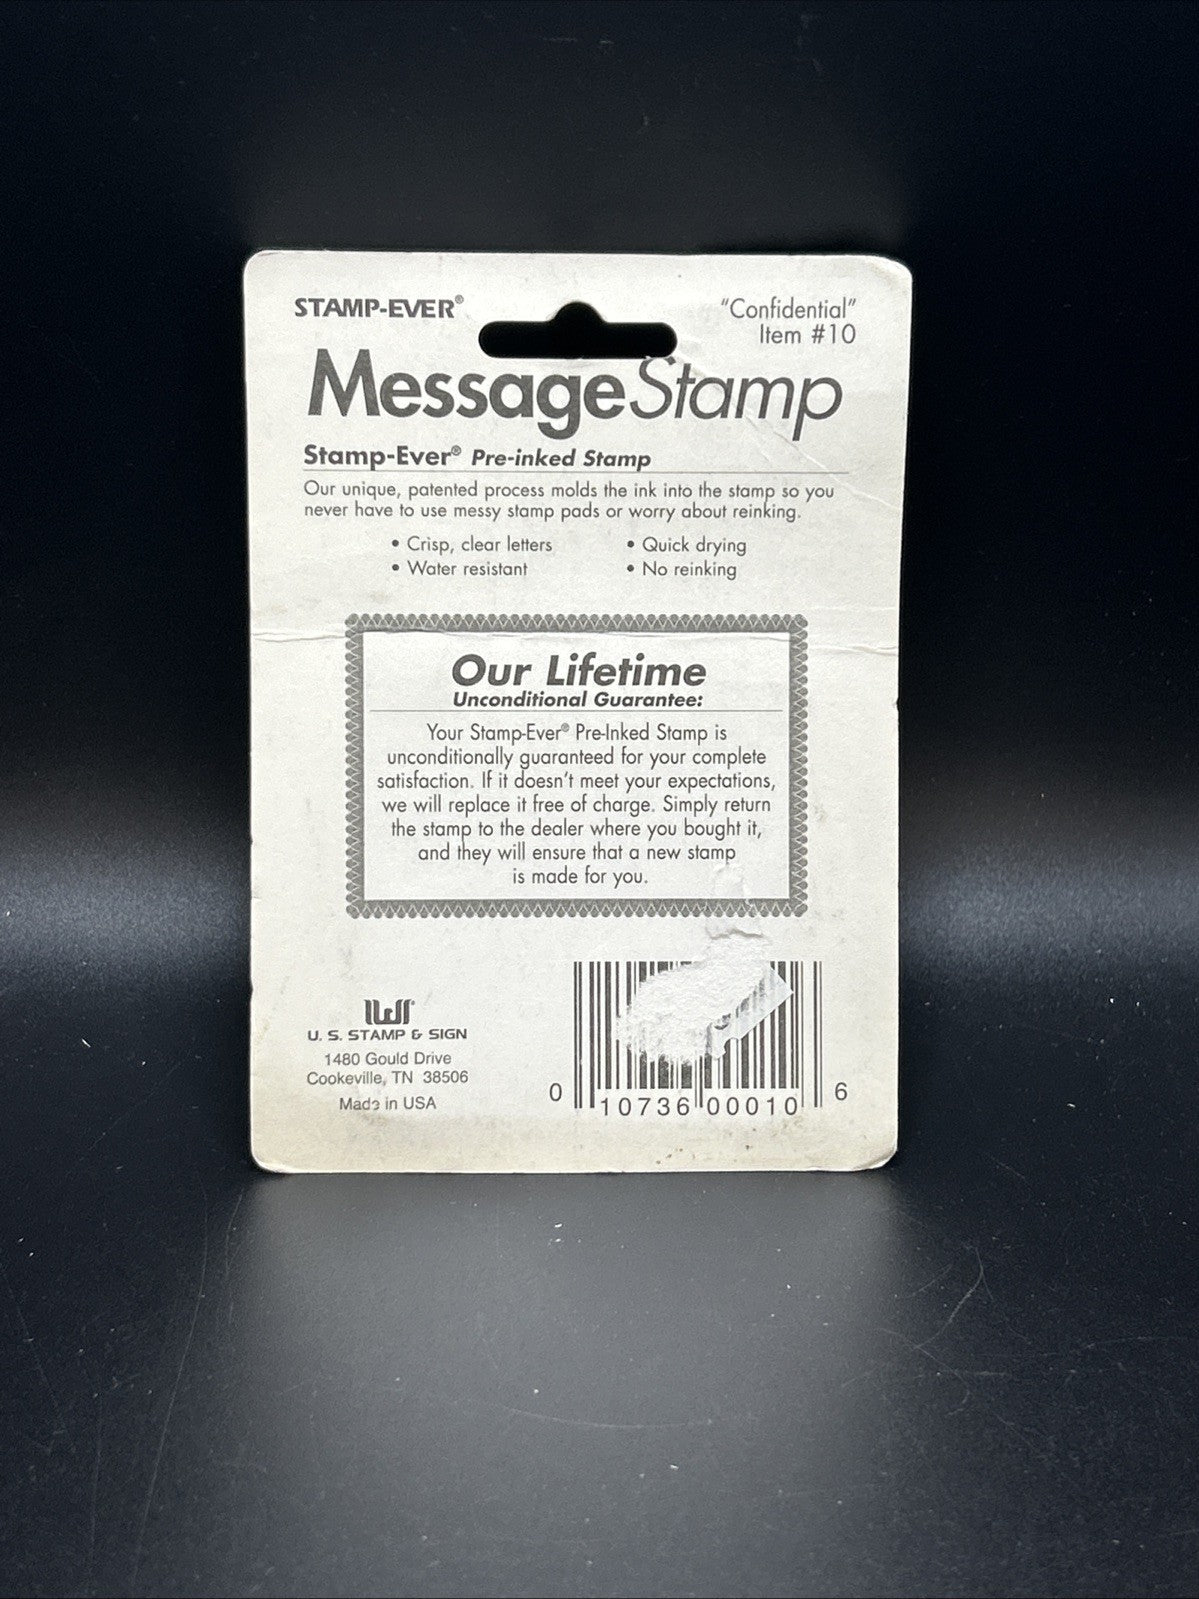 STAMP-EVER®
"Confidential"
Item #10
MessageStamp
Stamp-Ever® Pre-inked Stamp
Our unique, patented process molds the ink into the stamp so you
never have to use messy stamp pads or worry about reinking.
• Crisp, clear letters
• Quick drying
• Water resistant
• No reinking
Our Lifetime
Unconditional Guarantee:
Your Stamp-Ever® Pre-Inked Stamp is
unconditionally guaranteed for your complete
satisfaction. If it doesn't meet your expectations,
we will replace it free of charge. Simply return
the stamp to the dealer where you bought it,
and they will ensure that a new stamp
is made for you.
U. S. STAMP & SIGN
1480 Gould Drive
Cookeville, TN 38506
Made in USA
0 10736 00010 6